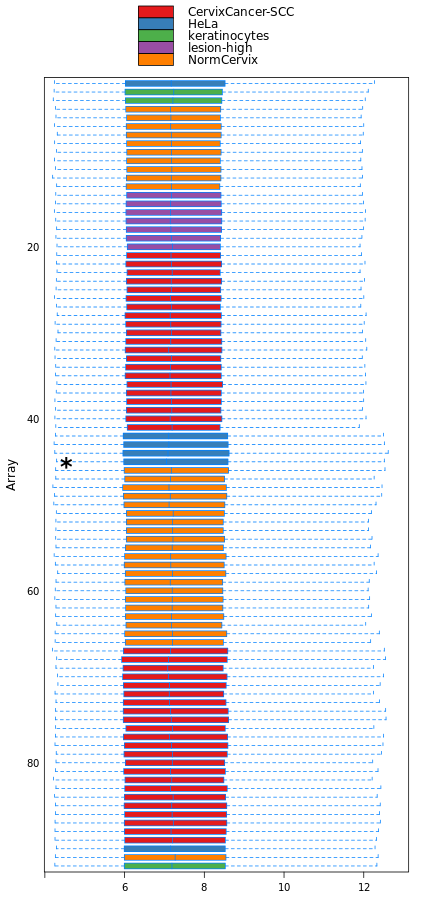 CervixCancer-SCC
HeLa
keratinocytes
lesion-high
NormCervix
20
40
*
60
80
Array
6
8
10
12